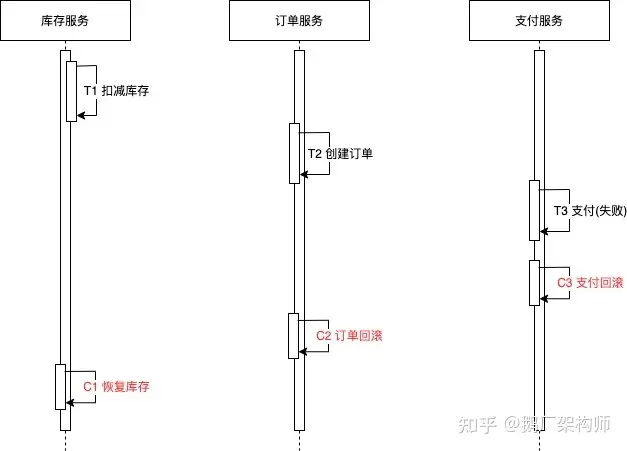 库存服务
订单服务
支付服务
T1 扣减库存
T2 创建订单
T3 支付(失败)
C3 支付回滚
C2 订单回滚
C1 恢复库存
知乎 @鹅厂架构师